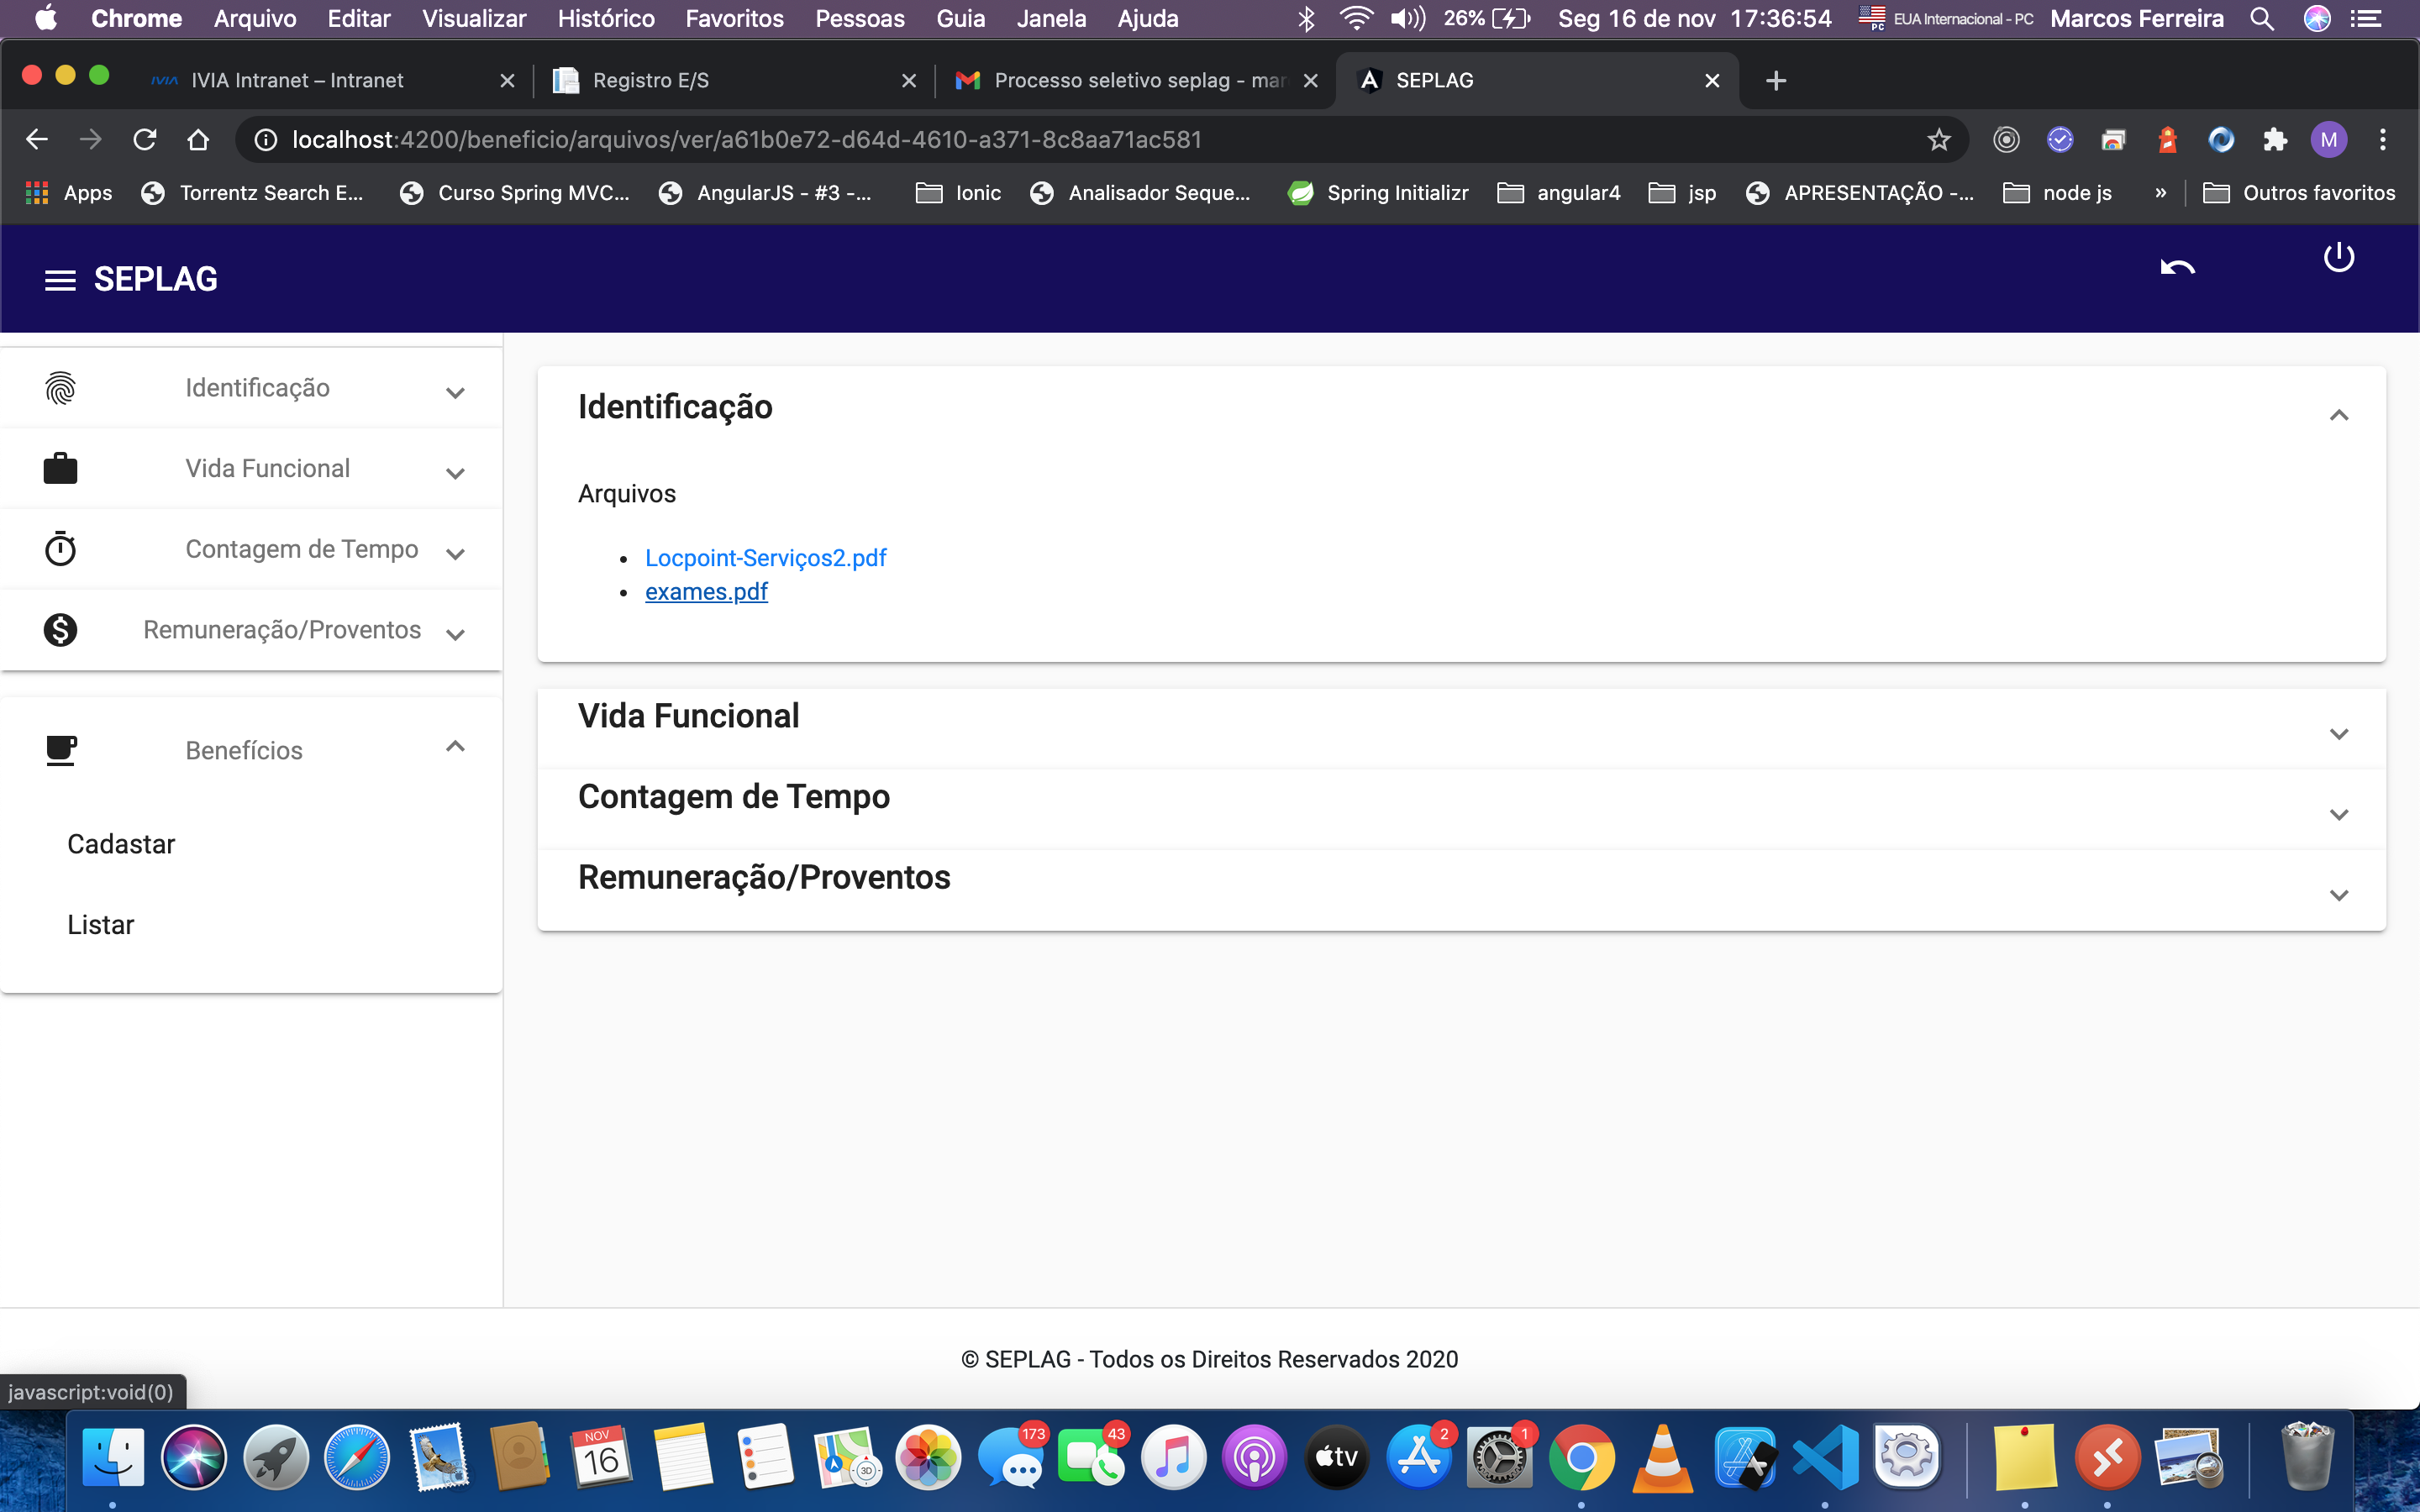 Chrome Arquivo Editar Visualizar Histórico Favoritos Pessoas Guia Janela Ajuda 26% Seg 16 de nov 17:36:54 EUA Internacional - PC Marcos Ferreira
IVIA IVIA Intranet – Intranet Registro E/S Processo seletivo seplag - mar SEPLAG
localhost:4200/beneficio/arquivos/ver/a61b0e72-d64d-4610-a371-8c8aa71ac581 M
Apps Torrentz Search E... Curso Spring MVC... AngularJS - #3 -... Ionic Analisador Seque... Spring Initializr angular4 jsp APRESENTAÇÃO -... node js » Outros favoritos
SEPLAG
Identificação
Vida Funcional
Contagem de Tempo
Remuneração/Proventos
Benefícios
Cadastar
Listar
Identificação
Arquivos
Locpoint-Serviços2.pdf
exames.pdf
Vida Funcional
Contagem de Tempo
Remuneração/Proventos
© SEPLAG - Todos os Direitos Reservados 2020
javascript:void(0)
NOV
16
3D
173
43
tv
2
1